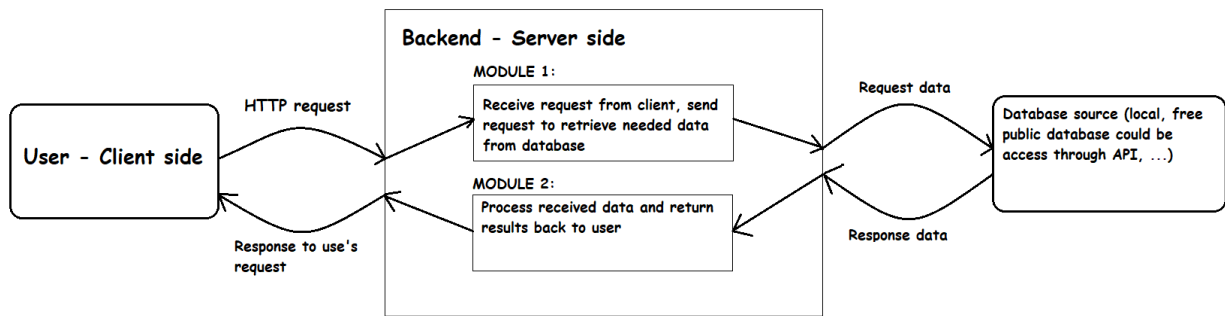 Backend - Server side
MODULE 1:
HTTP request
Receive request from client, send
request to retrieve needed data
from database
Request data
Database source (local, free
public database could be
access through API, ...)
User - Client side
MODULE 2:
Process received data and return
results back to user
Response to use's
request
Response data